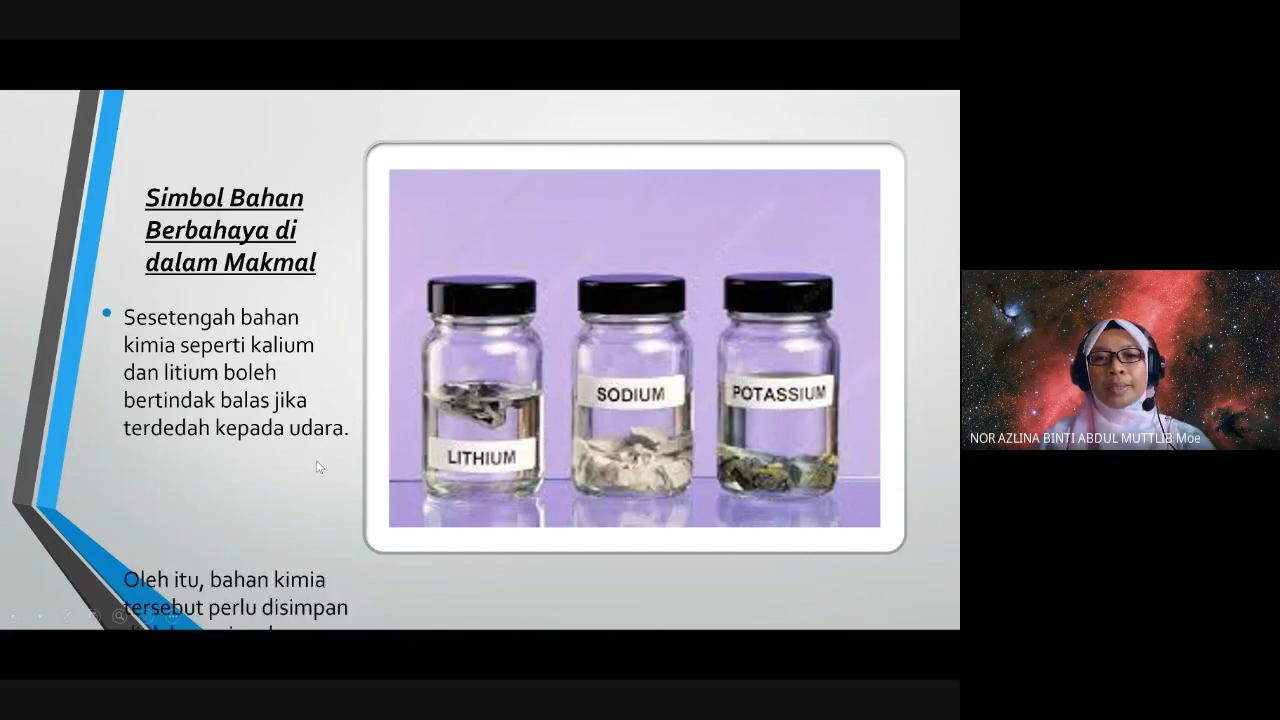 Simbol Bahan
Berbahaya di
dalam Makmal
Sesetengah bahan
kimia seperti kalium
dan litium boleh
bertindak balas jika
terdedah kepada udara.
Oleh itu, bahan kimia
tersebut perlu disimpan
LITHIUM
SODIUM
POTASSIUM
NOR AZLINA BINTI ABDUL MUTTLIB Moe